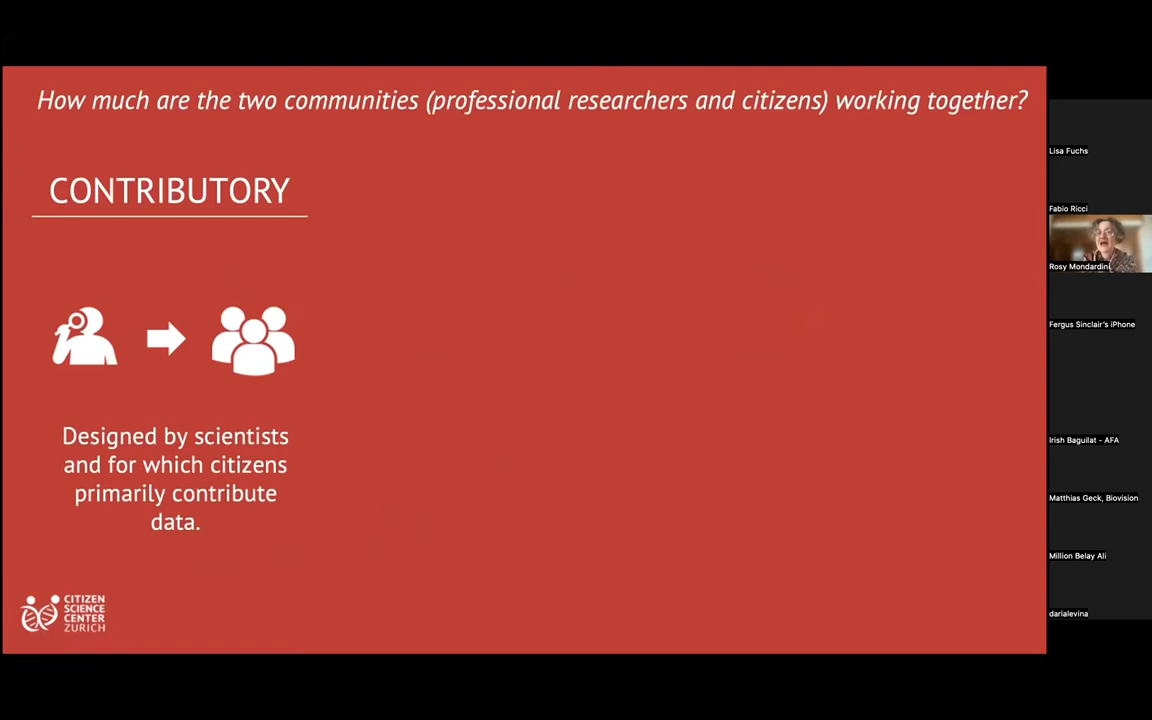 How much are the two communities (professional researchers and citizens) working together?
CONTRIBUTORY
Designed by scientists
and for which citizens
primarily contribute
data.
CITIZEN
SCIENCE
CENTER
ZURICH
Lisa Fuchs
Fabio Ricci
Rosy Mondardini
Fergus Sinclair's iPhone
Irish Baguilat - AFA
Matthias Geck, Biovision
Million Belay Ali
darialevina